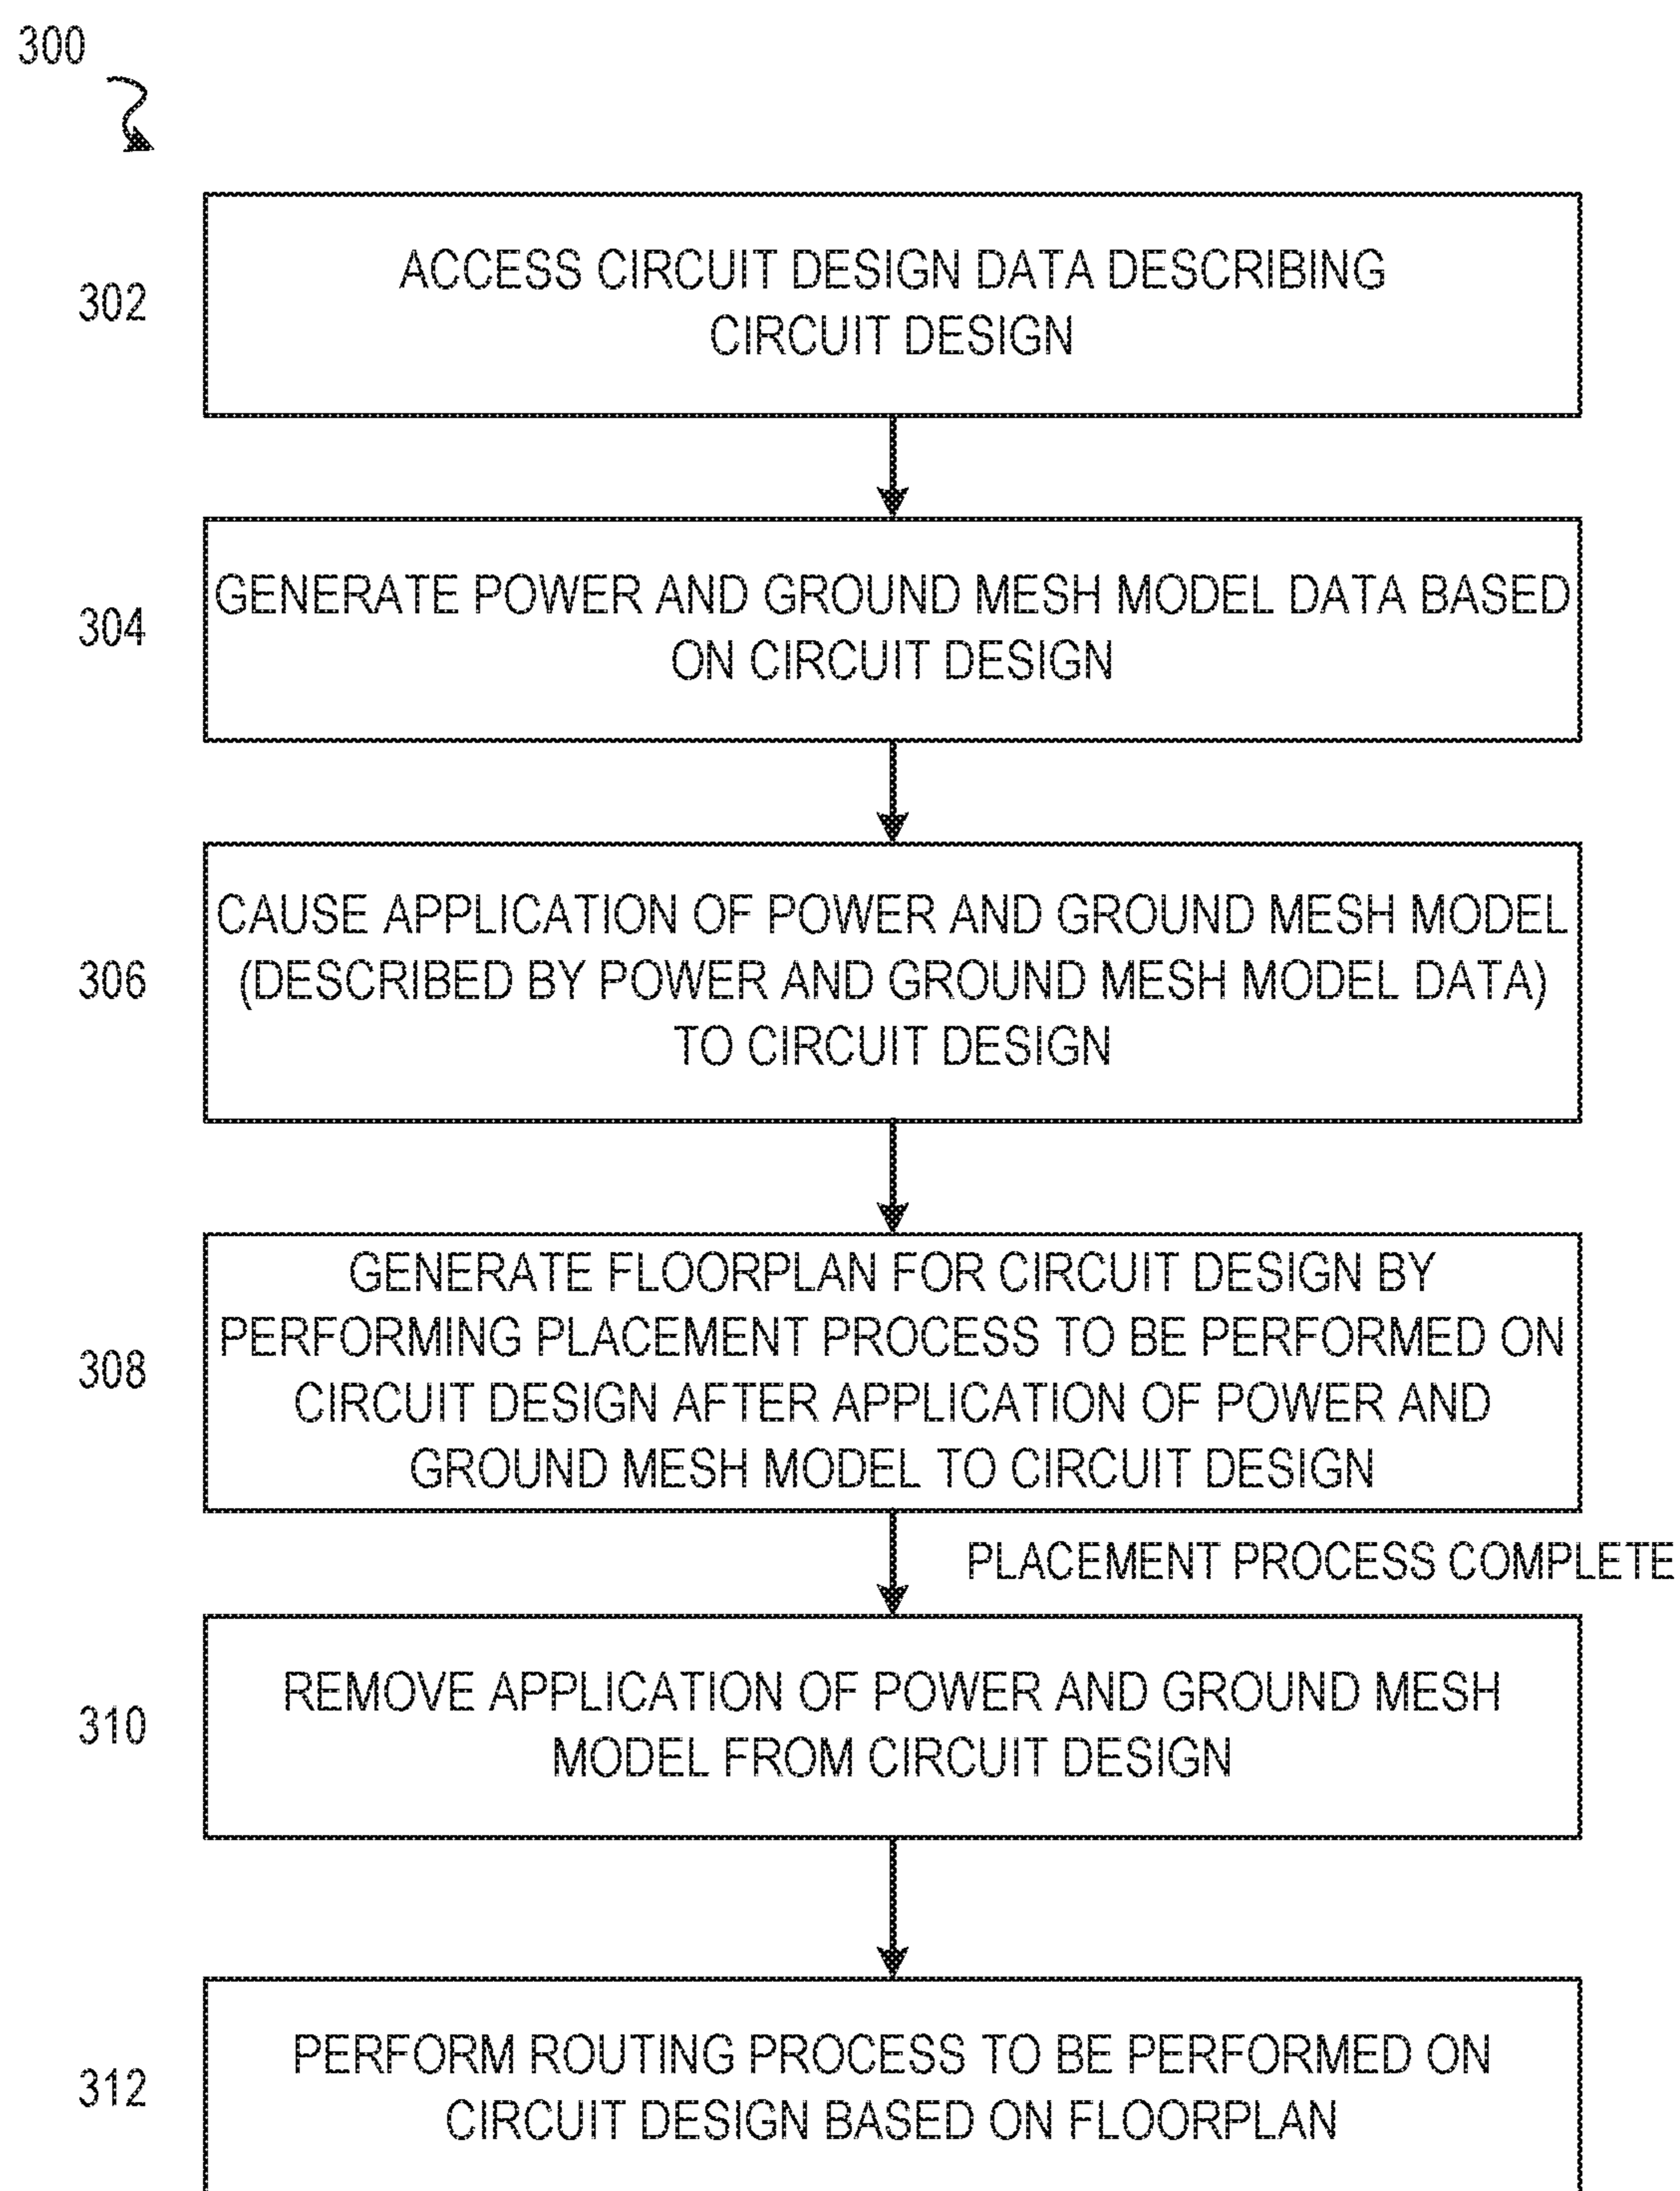 300
302
ACCESS CIRCUIT DESIGN DATA DESCRIBING
CIRCUIT DESIGN
304
GENERATE POWER AND GROUND MESH MODEL DATA BASED
ON CIRCUIT DESIGN
306
CAUSE APPLICATION OF POWER AND GROUND MESH MODEL
(DESCRIBED BY POWER AND GROUND MESH MODEL DATA)
TO CIRCUIT DESIGN
308
GENERATE FLOORPLAN FOR CIRCUIT DESIGN BY
PERFORMING PLACEMENT PROCESS TO BE PERFORMED ON
CIRCUIT DESIGN AFTER APPLICATION OF POWER AND
GROUND MESH MODEL TO CIRCUIT DESIGN
PLACEMENT PROCESS COMPLETE
310
REMOVE APPLICATION OF POWER AND GROUND MESH
MODEL FROM CIRCUIT DESIGN
312
PERFORM ROUTING PROCESS TO BE PERFORMED ON
CIRCUIT DESIGN BASED ON FLOORPLAN